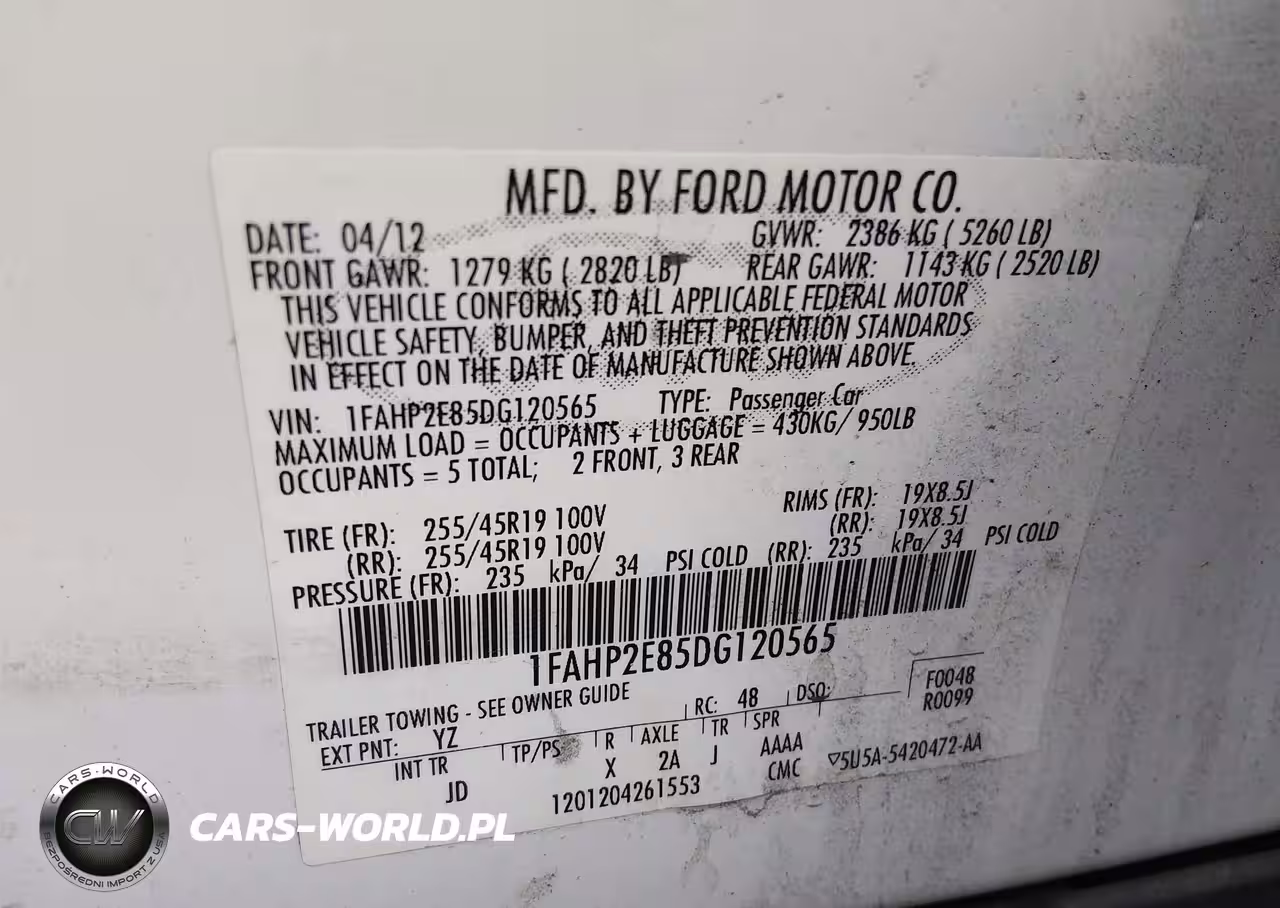 MFD. BY FORD MOTOR CO.
DATE: 04/12 GVWR: 2386 KG ( 5260 LB)
FRONT GAWR: 1279 KG ( 2820 LB) REAR GAWR: 1143 KG ( 2520 LB)
THIS VEHICLE CONFORMS TO ALL APPLICABLE FEDERAL MOTOR
VEHICLE SAFETY, BUMPER, AND THEFT PREVENTION STANDARDS
IN EFFECT ON THE DATE OF MANUFACTURE SHOWN ABOVE.
VIN: 1FAHP2E85DG120565 TYPE: Passenger Car
MAXIMUM LOAD = OCCUPANTS + LUGGAGE = 430KG/ 950LB
OCCUPANTS = 5 TOTAL; 2 FRONT, 3 REAR
TIRE (FR): 255/45R19 100V RIMS (FR): 19X8.5J
(RR): 255/45R19 100V (RR): 19X8.5J
PRESSURE (FR): 235 kPa/ 34 PSI COLD (RR): 235 kPa/ 34 PSI COLD
1FAHP2E85DG120565
TRAILER TOWING - SEE OWNER GUIDE
EXT PNT: YZ RC: 48 DSO: F0048
R0099
INT TR TP/PS R AXLE TR SPR
JD X 2A J AAAA
1201204261553 CMC ▽5U5A-5420472-AA
CARS-WORLD
CW
BEZPOŚREDNI IMPORT Z USA
CARS-WORLD.PL